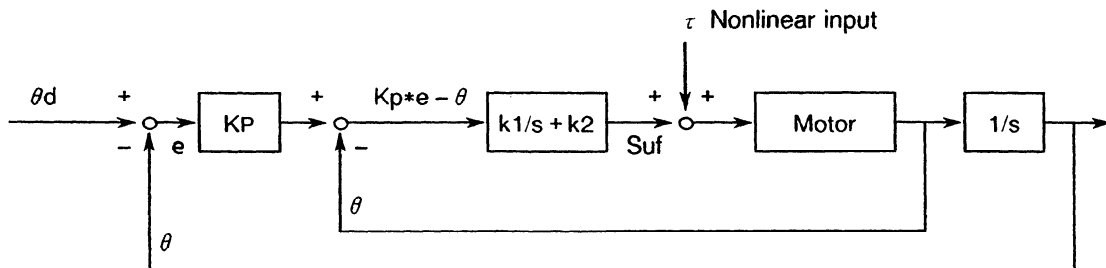 τ Nonlinear input
θd
+
−
e
KP
+
−
Kp*e − θ
k1/s + k2
+
Suf
+
Motor
1/s
θ
θ